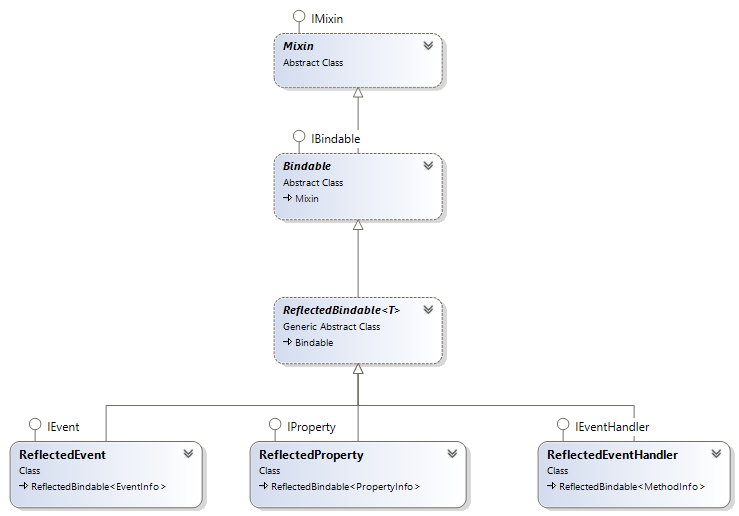 IMixin
Mixin
Abstract Class
IBindable
Bindable
Abstract Class
Mixin
ReflectedBindable<T>
Generic Abstract Class
Bindable
IEvent
ReflectedEvent
Class
ReflectedBindable<EventInfo>
IProperty
ReflectedProperty
Class
ReflectedBindable<PropertyInfo>
IEventHandler
ReflectedEventHandler
Class
ReflectedBindable<MethodInfo>